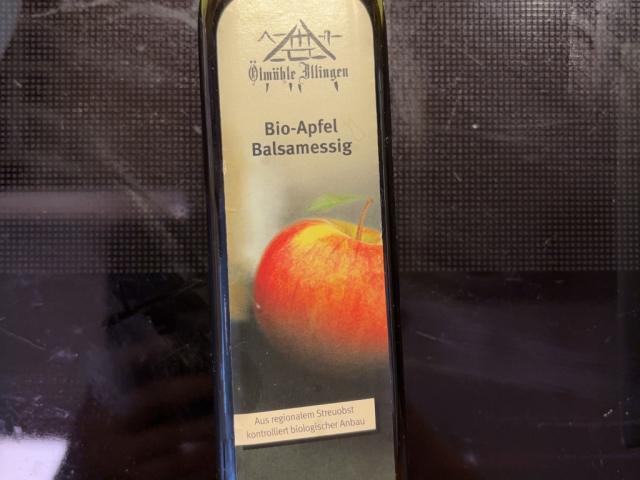 Ölmühle Illingen
Bio-Apfel
Balsamessig
Aus regionalem Streuobst
kontrolliert biologischer Anbau